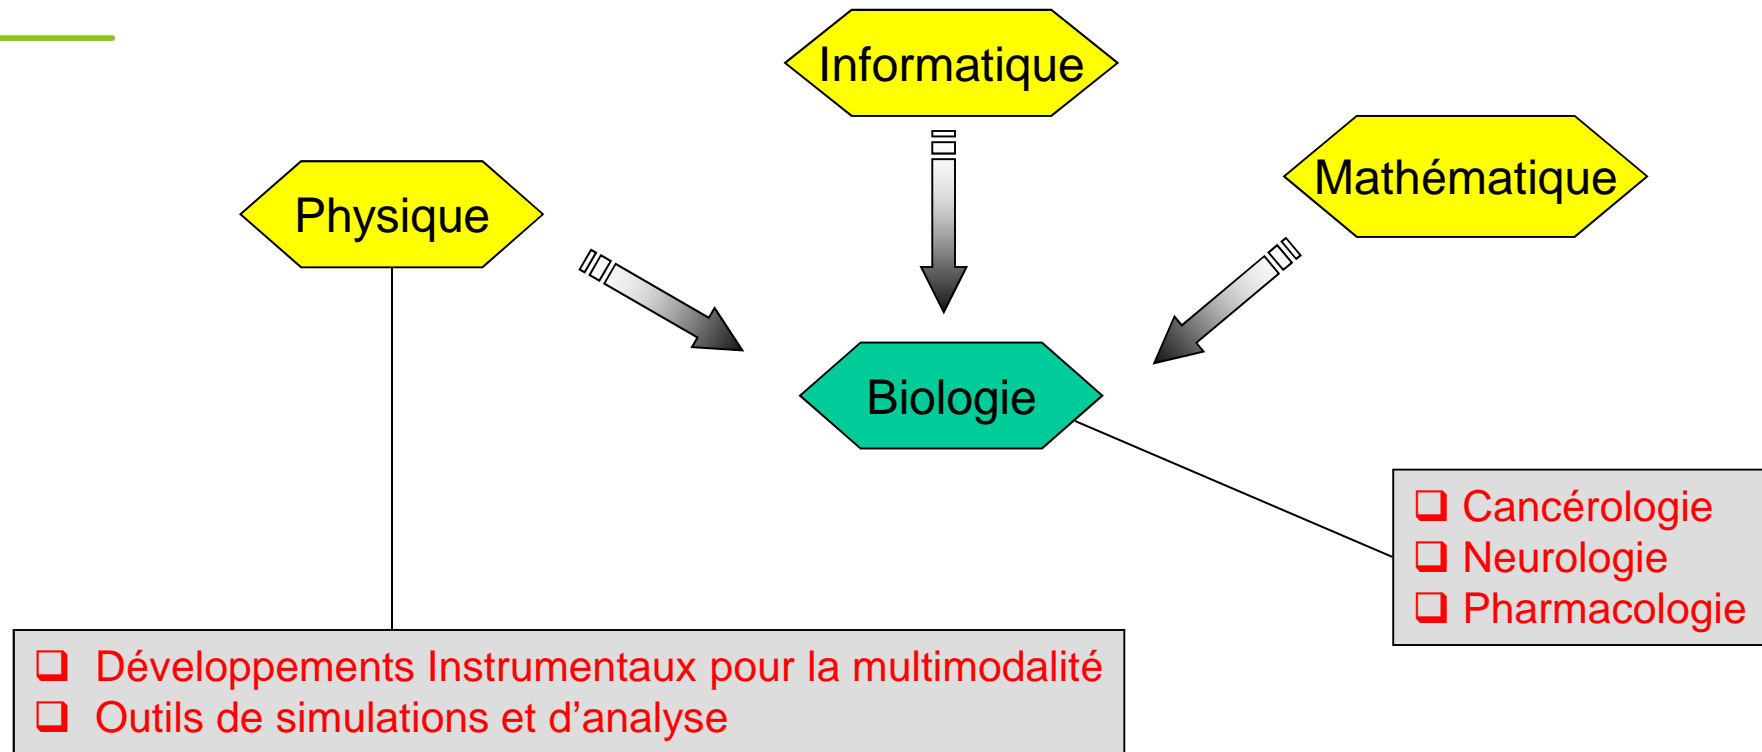 Informatique
Mathématique
Physique
Biologie
❑ Cancérologie
❑ Neurologie
❑ Pharmacologie
❑ Développements Instrumentaux pour la multimodalité
❑ Outils de simulations et d’analyse